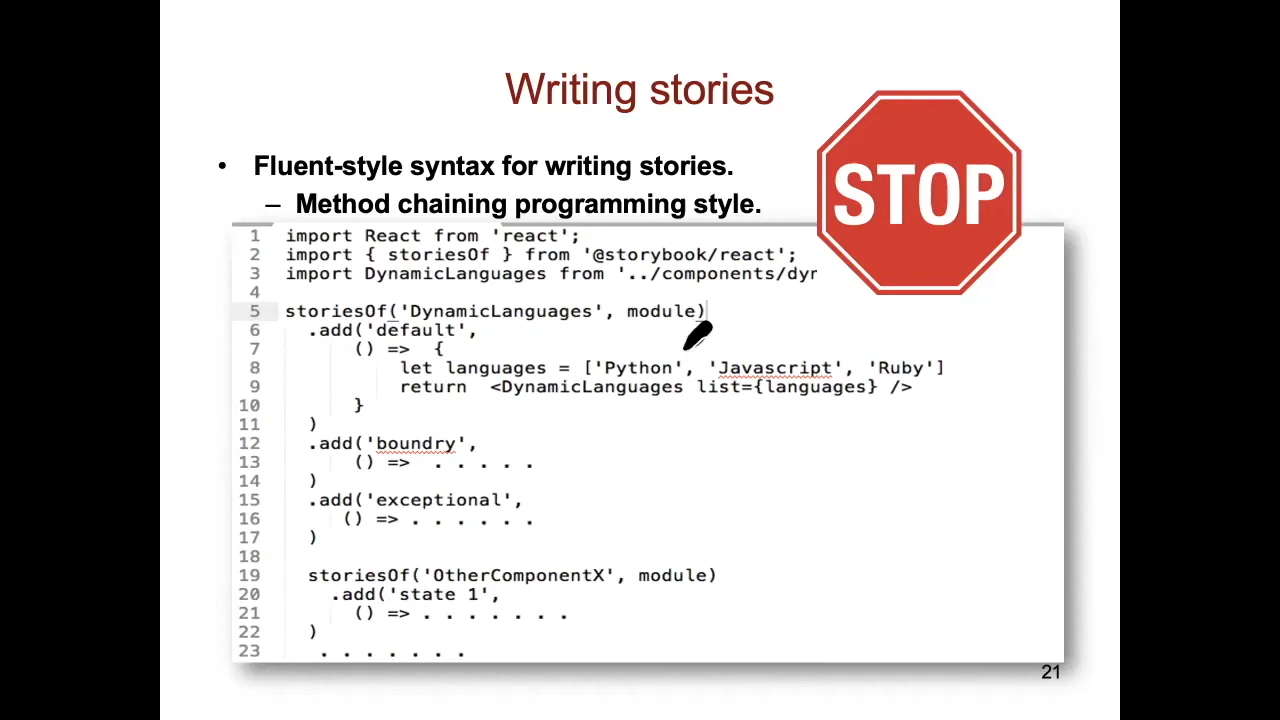 Writing stories
STOP
• Fluent-style syntax for writing stories.
– Method chaining programming style.
1 import React from 'react';
2 import { storiesOf } from '@storybook/react';
3 import DynamicLanguages from '../components/dyn
4
5 storiesOf('DynamicLanguages', module)
6 .add('default',
7 () => {
8 let languages = ['Python', 'Javascript', 'Ruby']
9 return <DynamicLanguages list={languages} />
10 }
11 )
12 .add('boundry',
13 () => . . . . .
14 )
15 .add('exceptional',
16 () => . . . . . .
17 )
18
19 storiesOf('OtherComponentX', module)
20 .add('state 1',
21 () => . . . . . . .
22 )
23 . . . . . . .
21